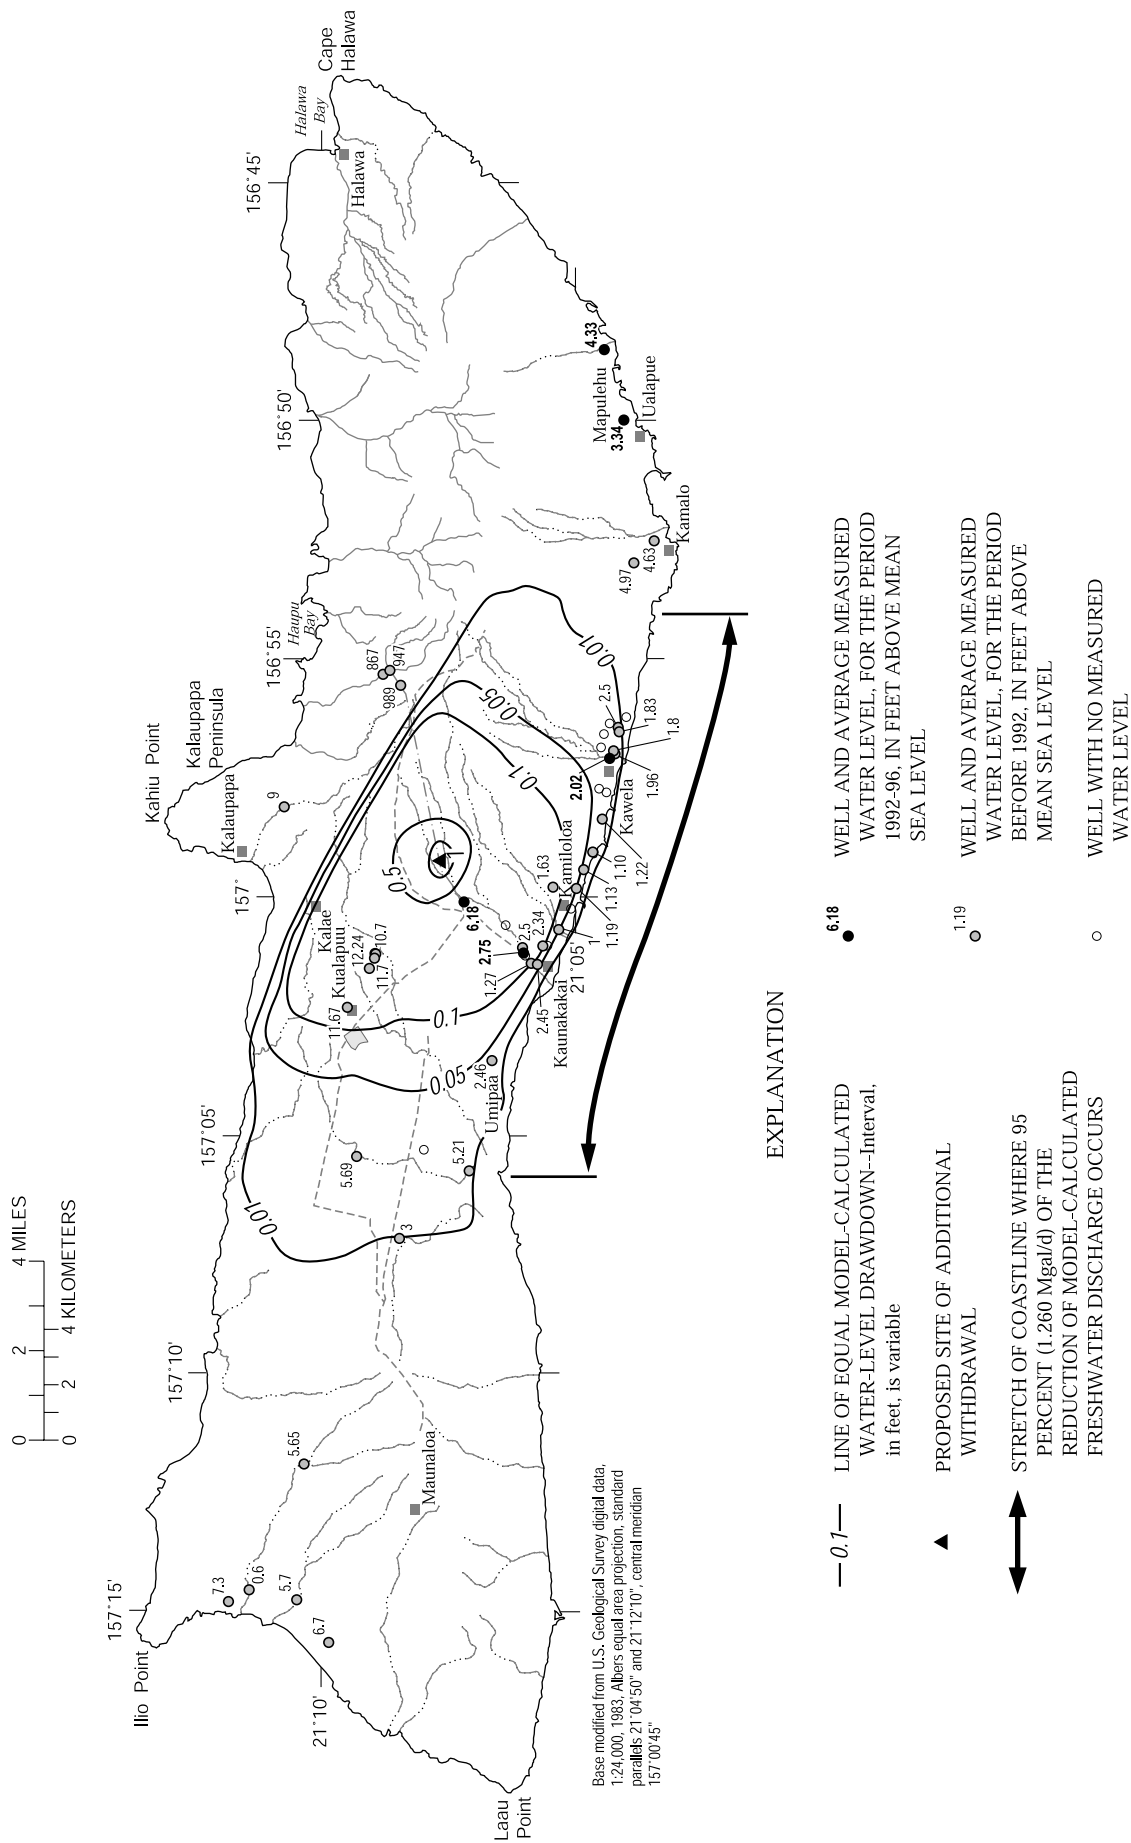 Ilio Point
157°15'
157°10'
157°05'
157°
156°55'
156°50'
156°45'
Kahiu Point
Kalaupapa
Peninsula
Kalaupapa
Haupu
Bay
Halawa
Bay
Cape
Halawa
Halawa
21°10'
21°05'
Laau
Point
Maunaloa
Kalae
Kualapuu
Umipaa
Kaunakakai
Kamiloloa
Kawela
Kamalo
Ualapue
Mapulehu
7.3
0.6
5.7
6.7
5.65
5.69
3
5.21
2.46
11.67
12.24
11.7
10.7
9
867
947
989
6.18
2.75
2.5
2.34
1.27
2.45
1
1.63
1.19
1.13
1.10
1.22
2.02
1.96
1.8
1.83
2.5
4.97
4.63
3.34
4.33
0.01
0.05
0.1
0.5
1
0.1
0.05
0.01
0 2 4 MILES
0 2 4 KILOMETERS
Base modified from U.S. Geological Survey digital data,
1:24,000, 1983, Albers equal area projection, standard
parallels 21°04'50" and 21°12'10", central meridian
157°00'45"
EXPLANATION
0.1
LINE OF EQUAL MODEL-CALCULATED
WATER-LEVEL DRAWDOWN--Interval,
in feet, is variable
PROPOSED SITE OF ADDITIONAL
WITHDRAWAL
STRETCH OF COASTLINE WHERE 95
PERCENT (1.260 Mgal/d) OF THE
REDUCTION OF MODEL-CALCULATED
FRESHWATER DISCHARGE OCCURS
6.18
WELL AND AVERAGE MEASURED
WATER LEVEL, FOR THE PERIOD
1992-96, IN FEET ABOVE MEAN
SEA LEVEL
1.19
WELL AND AVERAGE MEASURED
WATER LEVEL, FOR THE PERIOD
BEFORE 1992, IN FEET ABOVE
MEAN SEA LEVEL
WELL WITH NO MEASURED
WATER LEVEL